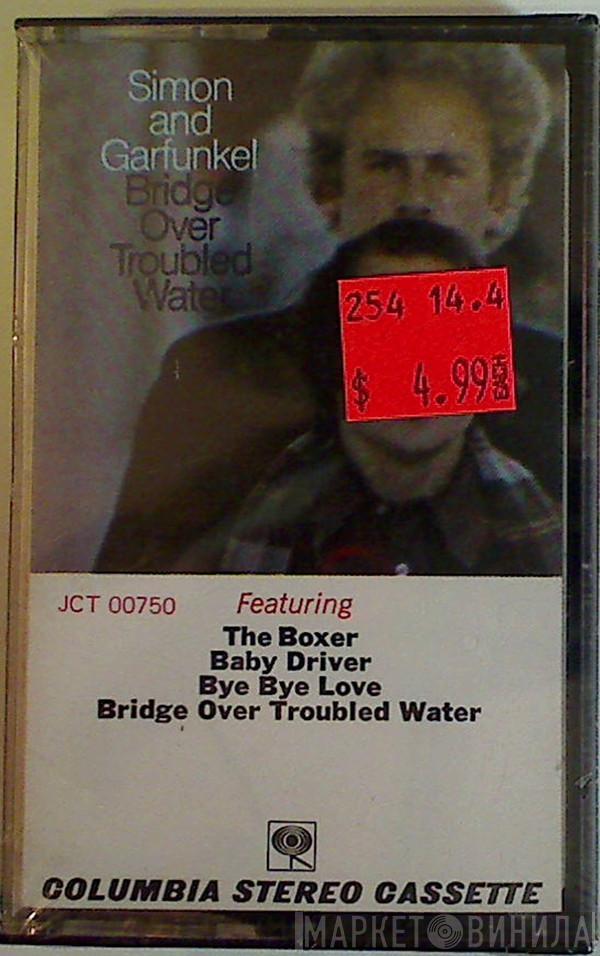 Simon
and
Garfunkel
Bridge
Over
Troubled
Water
254 14.4
$ 4.99
JCT 00750 Featuring
The Boxer
Baby Driver
Bye Bye Love
Bridge Over Troubled Water
COLUMBIA STEREO CASSETTE
МАРКЕТ ВИНИЛА